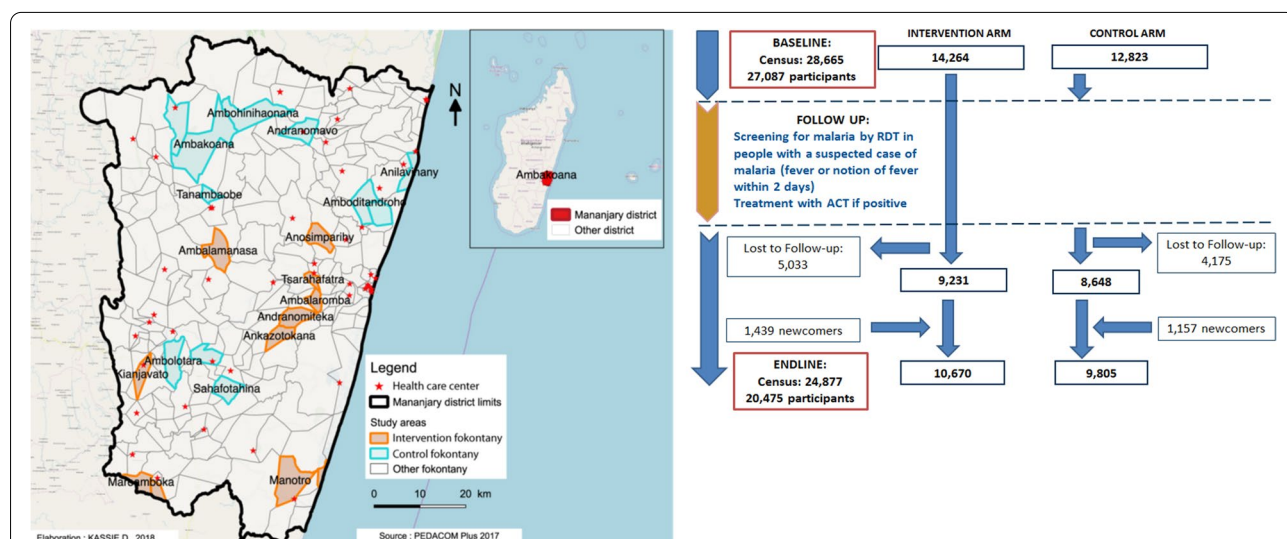 Ambohinihaonana
Andranomavo
Ambakoana
Anilavinany
Tanambaobe
Amboditandroho
Ambalamanasa
Anosimparihy
Tsarahafatra
Ambalaromba
Andranomiteka
Ankazotokana
Ambolotara
Kianjavato
Sahafotahina
Maroamboka
Manotro
N
Ambakoana
Mananjary district
Other district
Legend
Health care center
Mananjary district limits
Study areas
Intervention fokontany
Control fokontany
Other fokontany
0 10 20 km
Elaboration : KASSIE D., 2018
Source : PEDACOM Plus 2017
BASELINE:
Census: 28,665
27,087 participants
INTERVENTION ARM
14,264
CONTROL ARM
12,823
FOLLOW UP:
Screening for malaria by RDT in
people with a suspected case of
malaria (fever or notion of fever
within 2 days)
Treatment with ACT if positive
Lost to Follow-up:
5,033
Lost to Follow-up:
4,175
9,231
8,648
1,439 newcomers
1,157 newcomers
ENDLINE:
Census: 24,877
20,475 participants
10,670
9,805